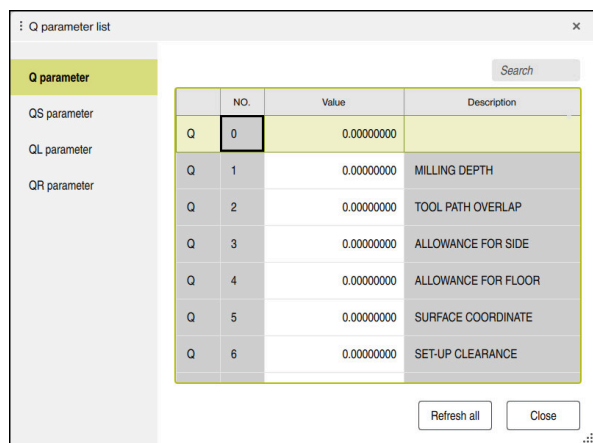 Q parameter list
Q parameter
QS parameter
QL parameter
QR parameter
Search
NO. Value Description
Q 0 0.00000000
Q 1 0.00000000 MILLING DEPTH
Q 2 0.00000000 TOOL PATH OVERLAP
Q 3 0.00000000 ALLOWANCE FOR SIDE
Q 4 0.00000000 ALLOWANCE FOR FLOOR
Q 5 0.00000000 SURFACE COORDINATE
Q 6 0.00000000 SET-UP CLEARANCE
Refresh all Close